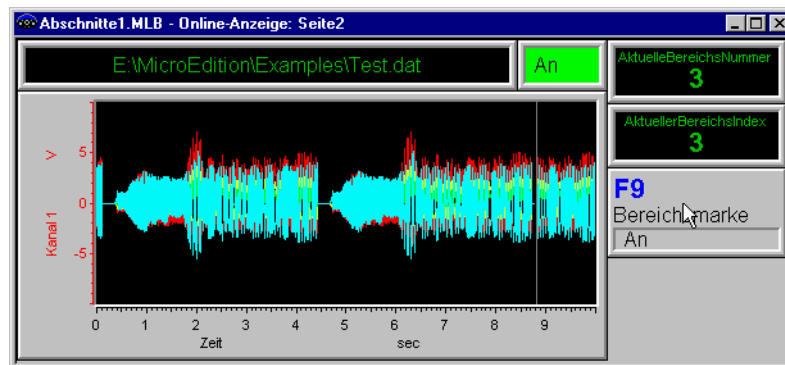 Abschnitte1.MLB - Online-Anzeige: Seite2
E:\MicroEdition\Examples\Test.dat
An
AktuelleBereichsNummer
3
AktuellerBereichsIndex
3
F9
Bereichsmarke
An
V
Kanal 1
5
0
-5
0 1 2 3 4 5 6 7 8 9
Zeit sec